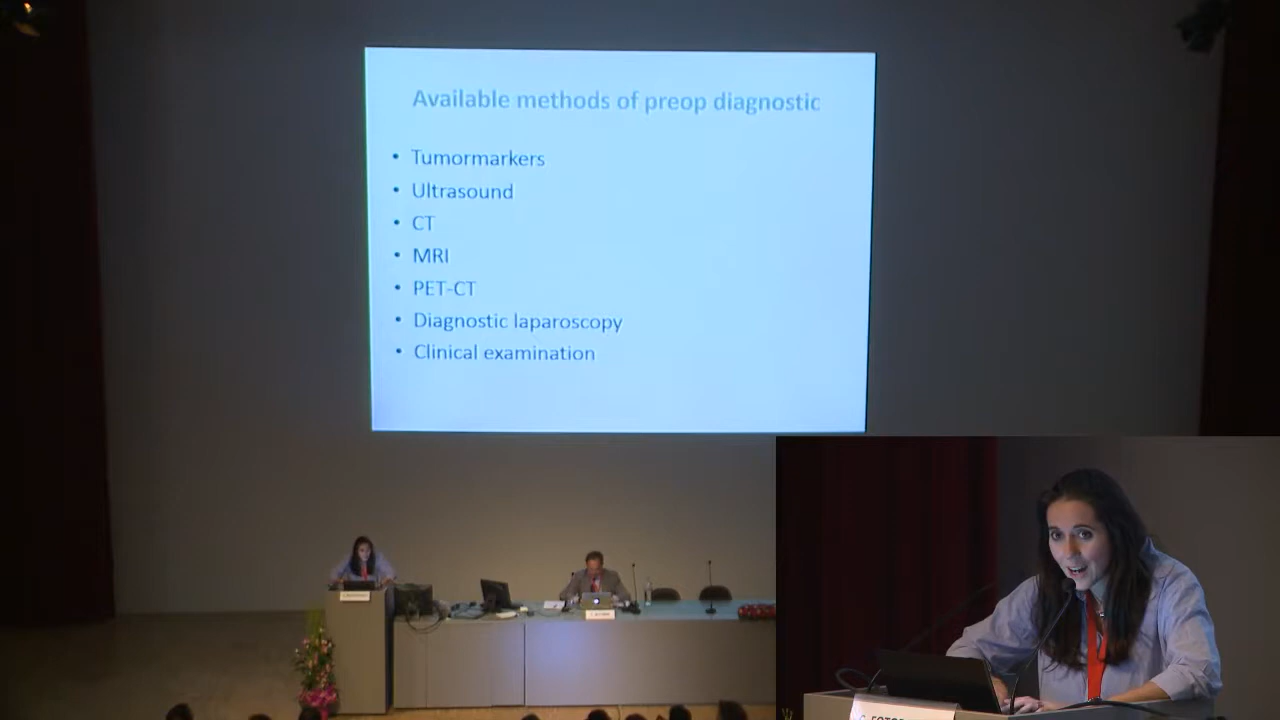 Available methods of preop diagnostic
• Tumormarkers
• Ultrasound
• CT
• MRI
• PET-CT
• Diagnostic laparoscopy
• Clinical examination